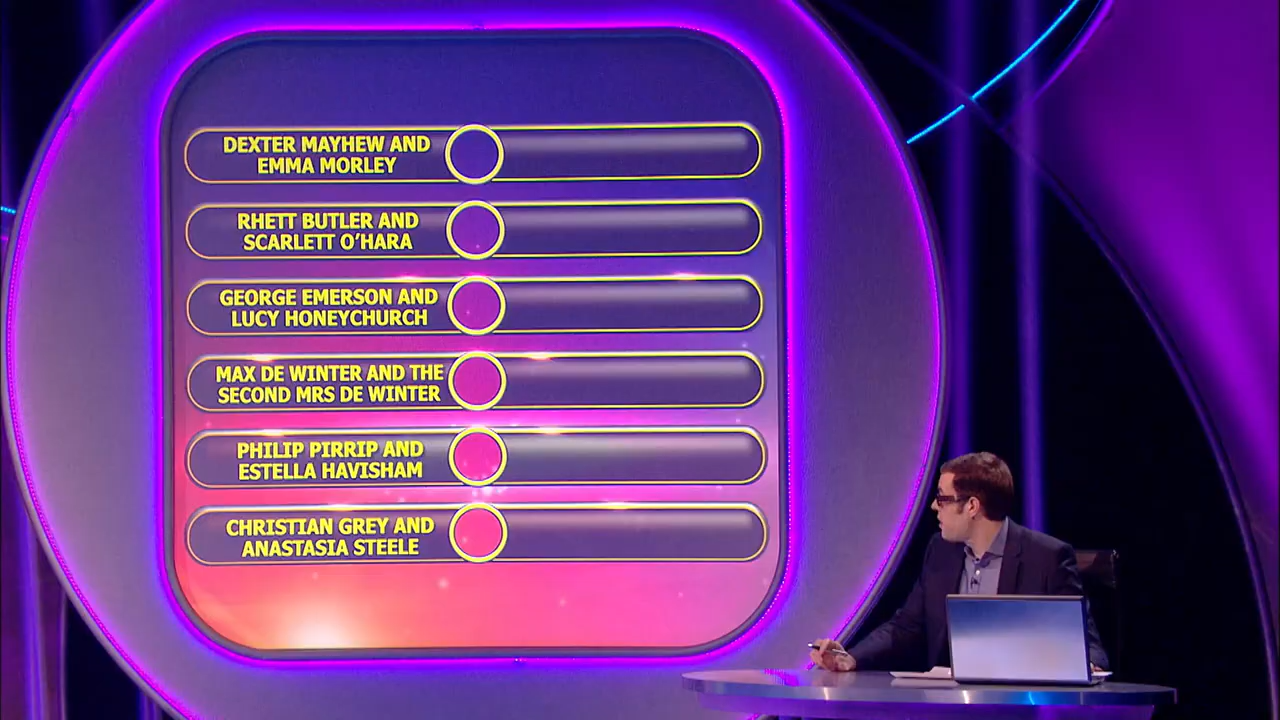 DEXTER MAYHEW AND
EMMA MORLEY
RHETT BUTLER AND
SCARLETT O'HARA
GEORGE EMERSON AND
LUCY HONEYCHURCH
MAX DE WINTER AND THE
SECOND MRS DE WINTER
PHILIP PIRRIP AND
ESTELLA HAVISHAM
CHRISTIAN GREY AND
ANASTASIA STEELE